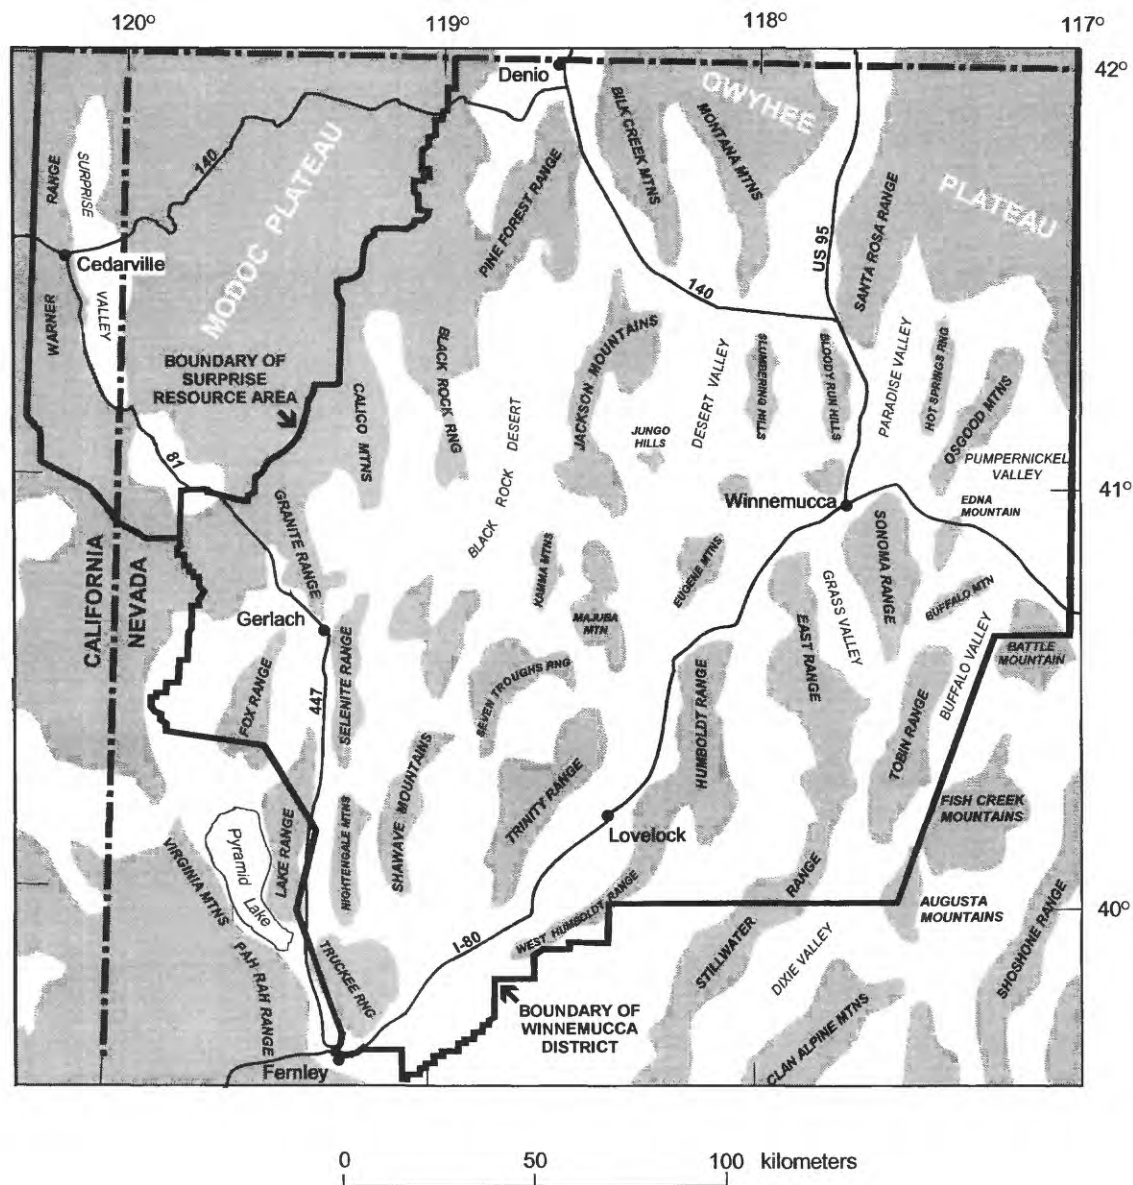 120° 119° 118° 117°
42°
41°
40°
Denio
OWYHEE
PLATEAU
BILK CREEK MTNS
MONTANA MTNS
MODOC PLATEAU
140
RANGE
SURPRISE
PINE FOREST RANGE
SANTA ROSA RANGE
US 95
Cedarville
VALLEY
WARNER
140
BOUNDARY OF
SURPRISE
RESOURCE AREA
BLACK ROCK RNG
CALICO MTNS
JACKSON MOUNTAINS
DESERT VALLEY
SLUMBERING HILLS
BLOODY RUN HILLS
PARADISE VALLEY
HOT SPRINGS RNG
OSGOOD MTNS
JUNGO
HILLS
BLACK ROCK DESERT
PUMPERNICKEL
VALLEY
81
Winnemucca
EDNA
MOUNTAIN
GRANITE RANGE
KAMMA MTNS
EUGENE MTNS
SONOMA RANGE
CALIFORNIA
NEVADA
GRASS VALLEY
BUFFALO MTN
Gerlach
MAJUBA
MTN
EAST RANGE
BUFFALO VALLEY
BATTLE
MOUNTAIN
FOX RANGE
447
SELENITE RANGE
SEVEN TROUGHS RNG
HUMBOLDT RANGE
TOBIN RANGE
SHAWAVE MOUNTAINS
TRINITY RANGE
FISH CREEK
MOUNTAINS
Lovelock
Pyramid
Lake
LAKE RANGE
NIGHTENGALE MTNS
VIRGINIA MTNS
WEST HUMBOLDT RANGE
STILLWATER RANGE
AUGUSTA
MOUNTAINS
I-80
PAH RAH RANGE
TRUCKEE RNG
DIXIE VALLEY
SHOSHONE RANGE
BOUNDARY OF
WINNEMUCCA
DISTRICT
CLAN ALPINE MTNS
Fernley
0 50 100 kilometers